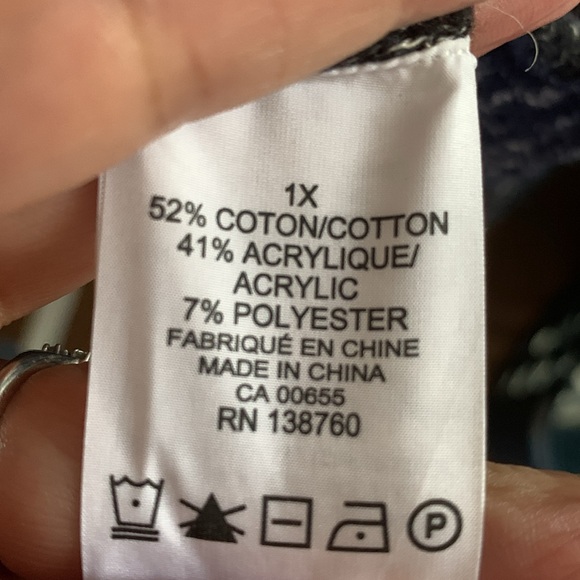 1X
52% COTON/COTTON
41% ACRYLIQUE/
ACRYLIC
7% POLYESTER
FABRIQUÉ EN CHINE
MADE IN CHINA
CA 00655
RN 138760
P